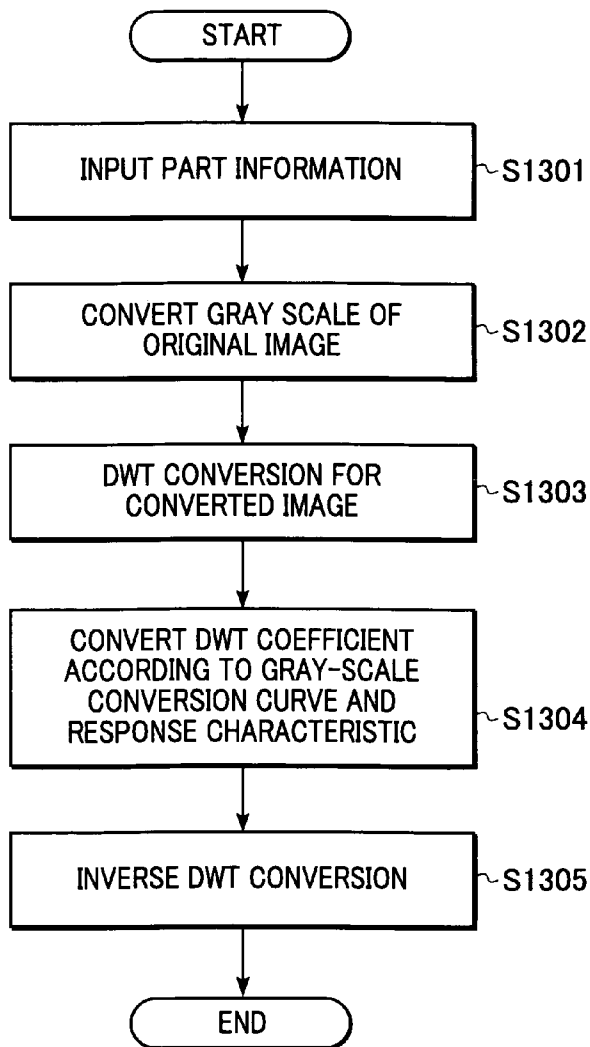 START
INPUT PART INFORMATION
S1301
CONVERT GRAY SCALE OF
ORIGINAL IMAGE
S1302
DWT CONVERSION FOR
CONVERTED IMAGE
S1303
CONVERT DWT COEFFICIENT
ACCORDING TO GRAY-SCALE
CONVERSION CURVE AND
RESPONSE CHARACTERISTIC
S1304
INVERSE DWT CONVERSION
S1305
END